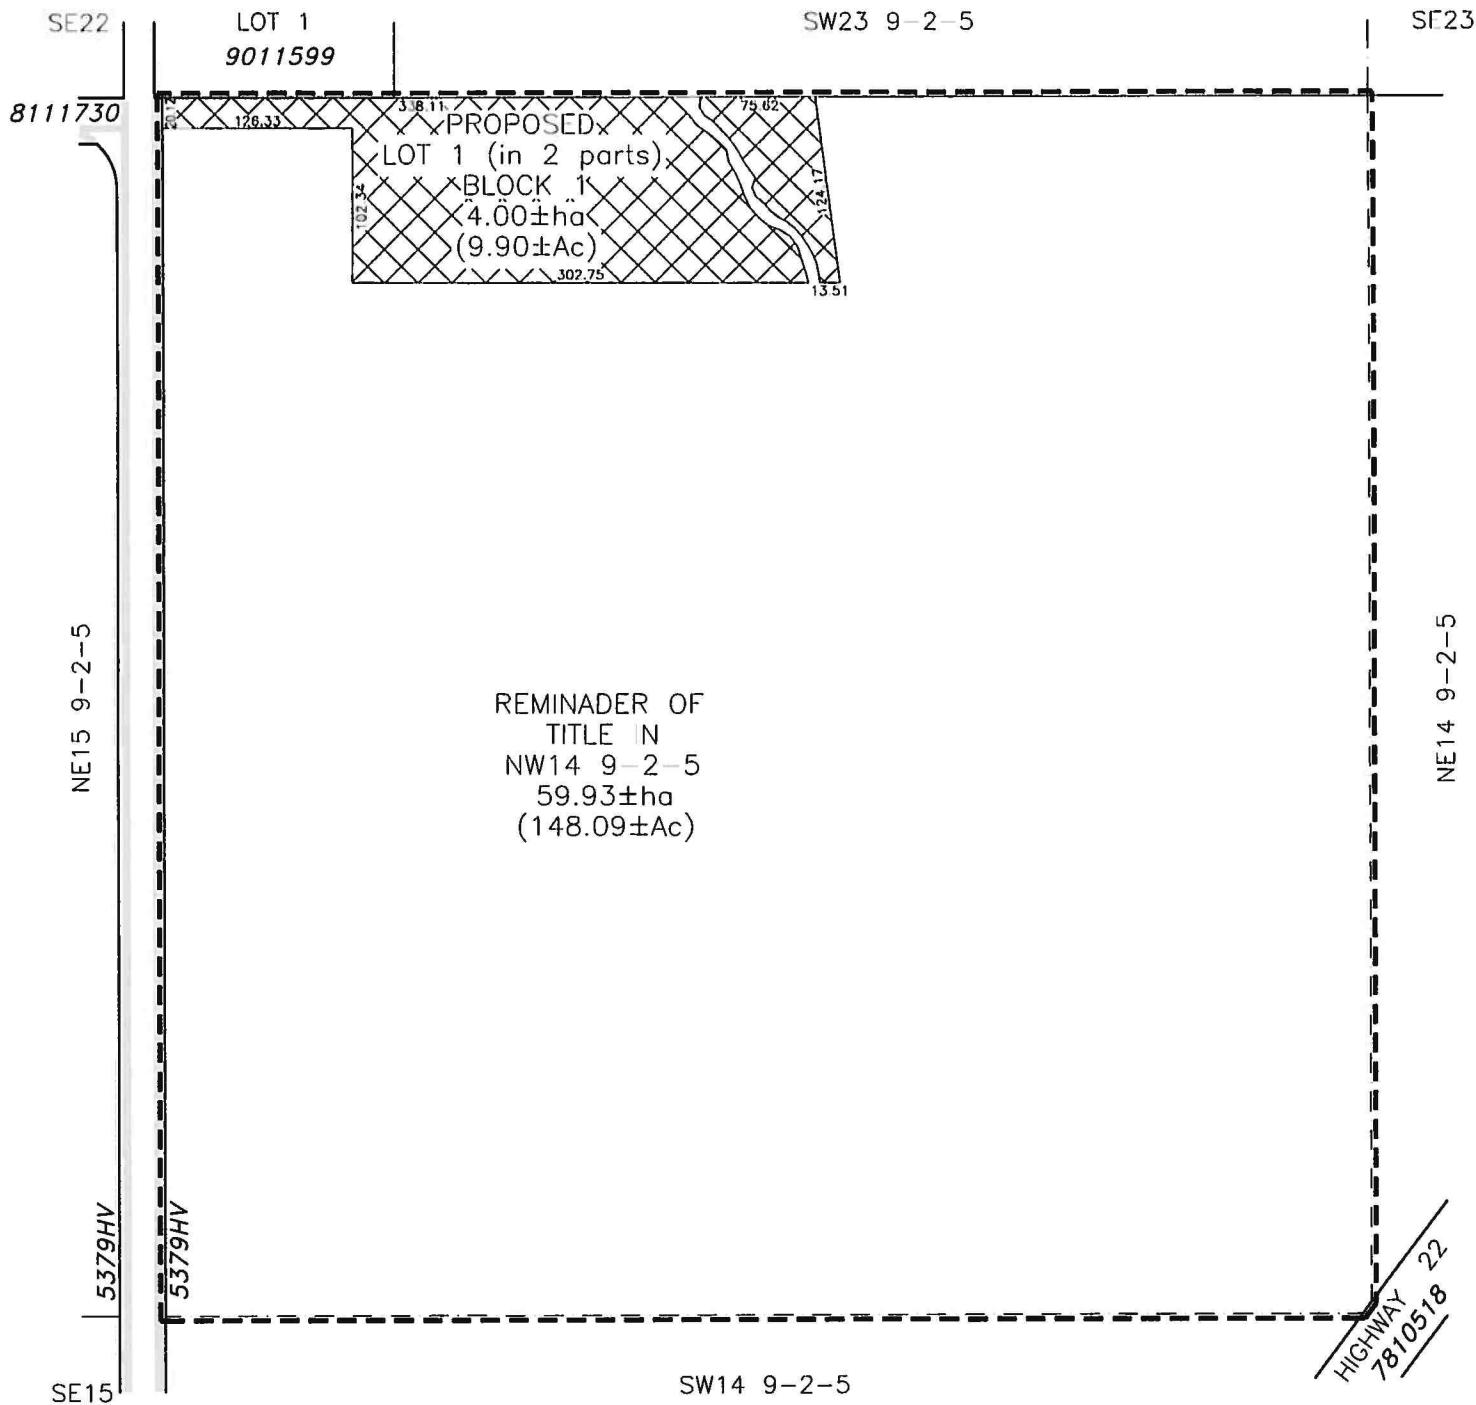 SE22
LOT 1
9011599
SW23 9-2-5
SE23
8111730
20.12
126.33
338.11
75.62
PROPOSED
LOT 1 (in 2 parts)
BLOCK 1
4.00±ha
(9.90±Ac)
102.34
124.17
302.75
13.51
NE15 9-2-5
NE14 9-2-5
REMINADER OF
TITLE IN
NW14 9-2-5
59.93±ha
(148.09±Ac)
5379HV
5379HV
HIGHWAY 22
7810518
SE15
SW14 9-2-5